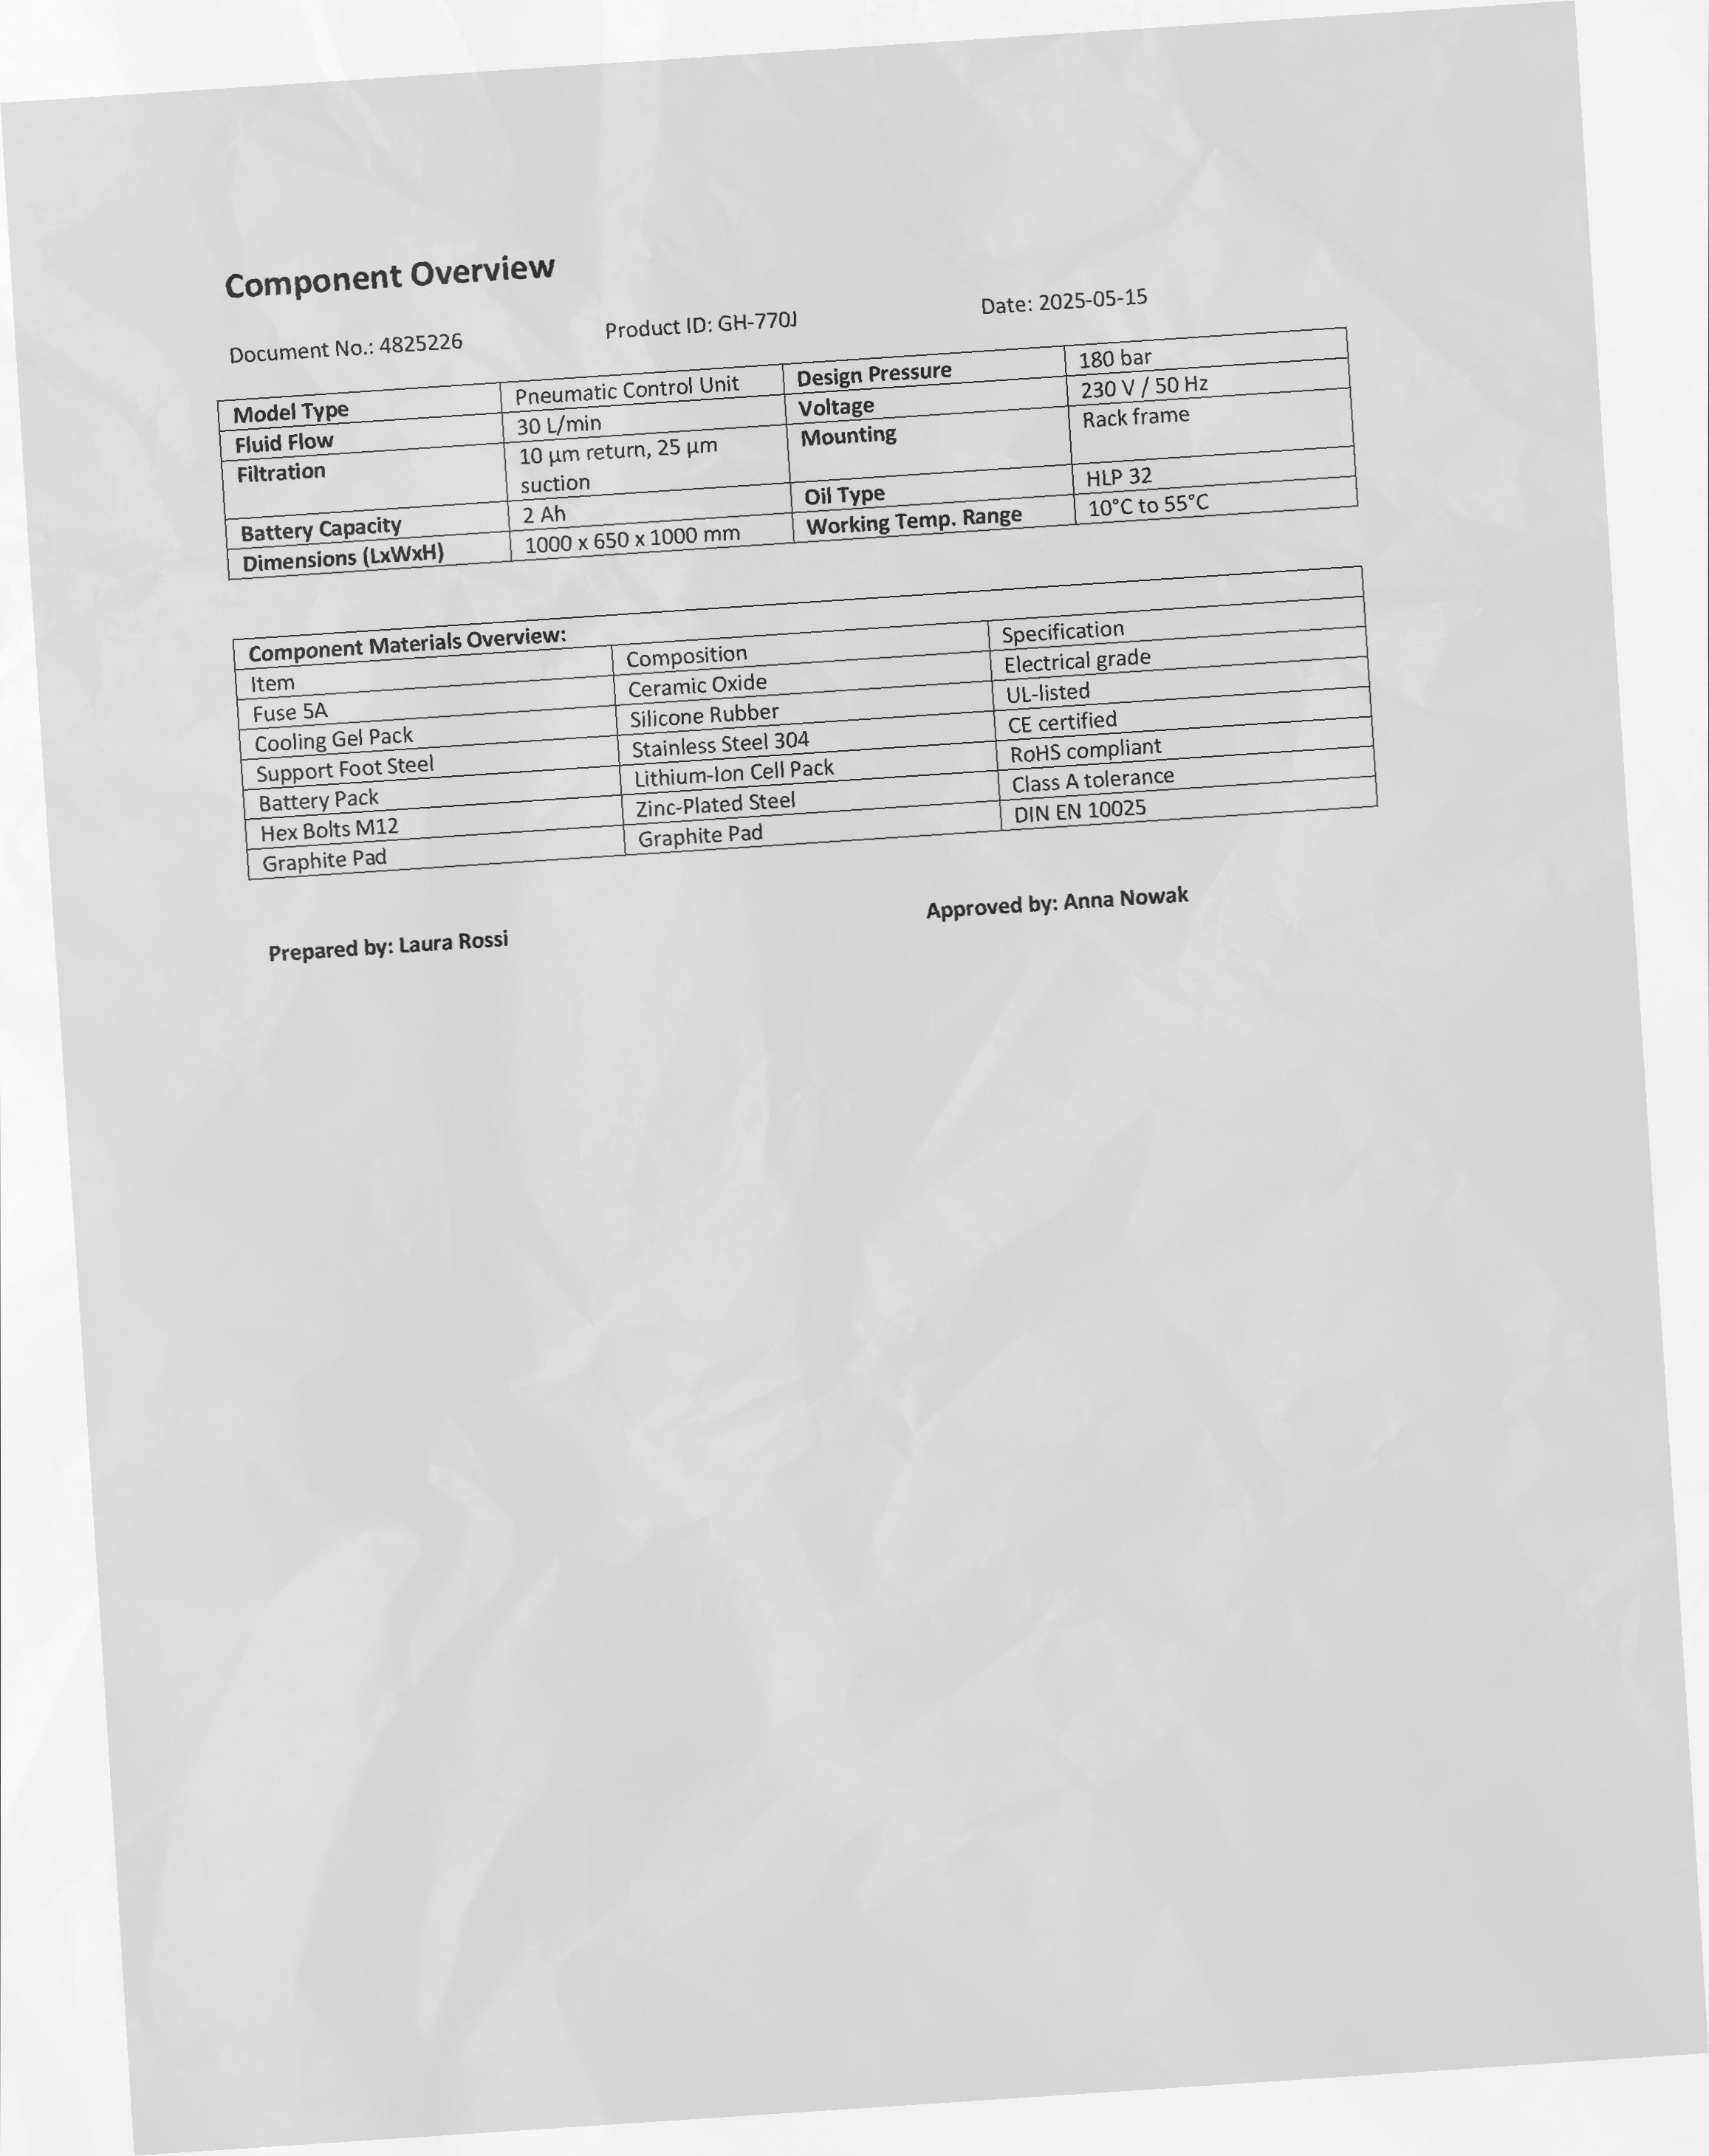 Component Overview
Document No.: 4825226 Product ID: GH-770J Date: 2025-05-15
Model Type Pneumatic Control Unit Design Pressure 180 bar
Fluid Flow 30 L/min Voltage 230 V / 50 Hz
Filtration 10 µm return, 25 µm Mounting Rack frame
suction
Battery Capacity 2 Ah Oil Type HLP 32
Dimensions (LxWxH) 1000 x 650 x 1000 mm Working Temp. Range 10°C to 55°C
Component Materials Overview:
Item Composition Specification
Fuse 5A Ceramic Oxide Electrical grade
Cooling Gel Pack Silicone Rubber UL-listed
Support Foot Steel Stainless Steel 304 CE certified
Battery Pack Lithium-Ion Cell Pack RoHS compliant
Hex Bolts M12 Zinc-Plated Steel Class A tolerance
Graphite Pad Graphite Pad DIN EN 10025
Prepared by: Laura Rossi Approved by: Anna Nowak